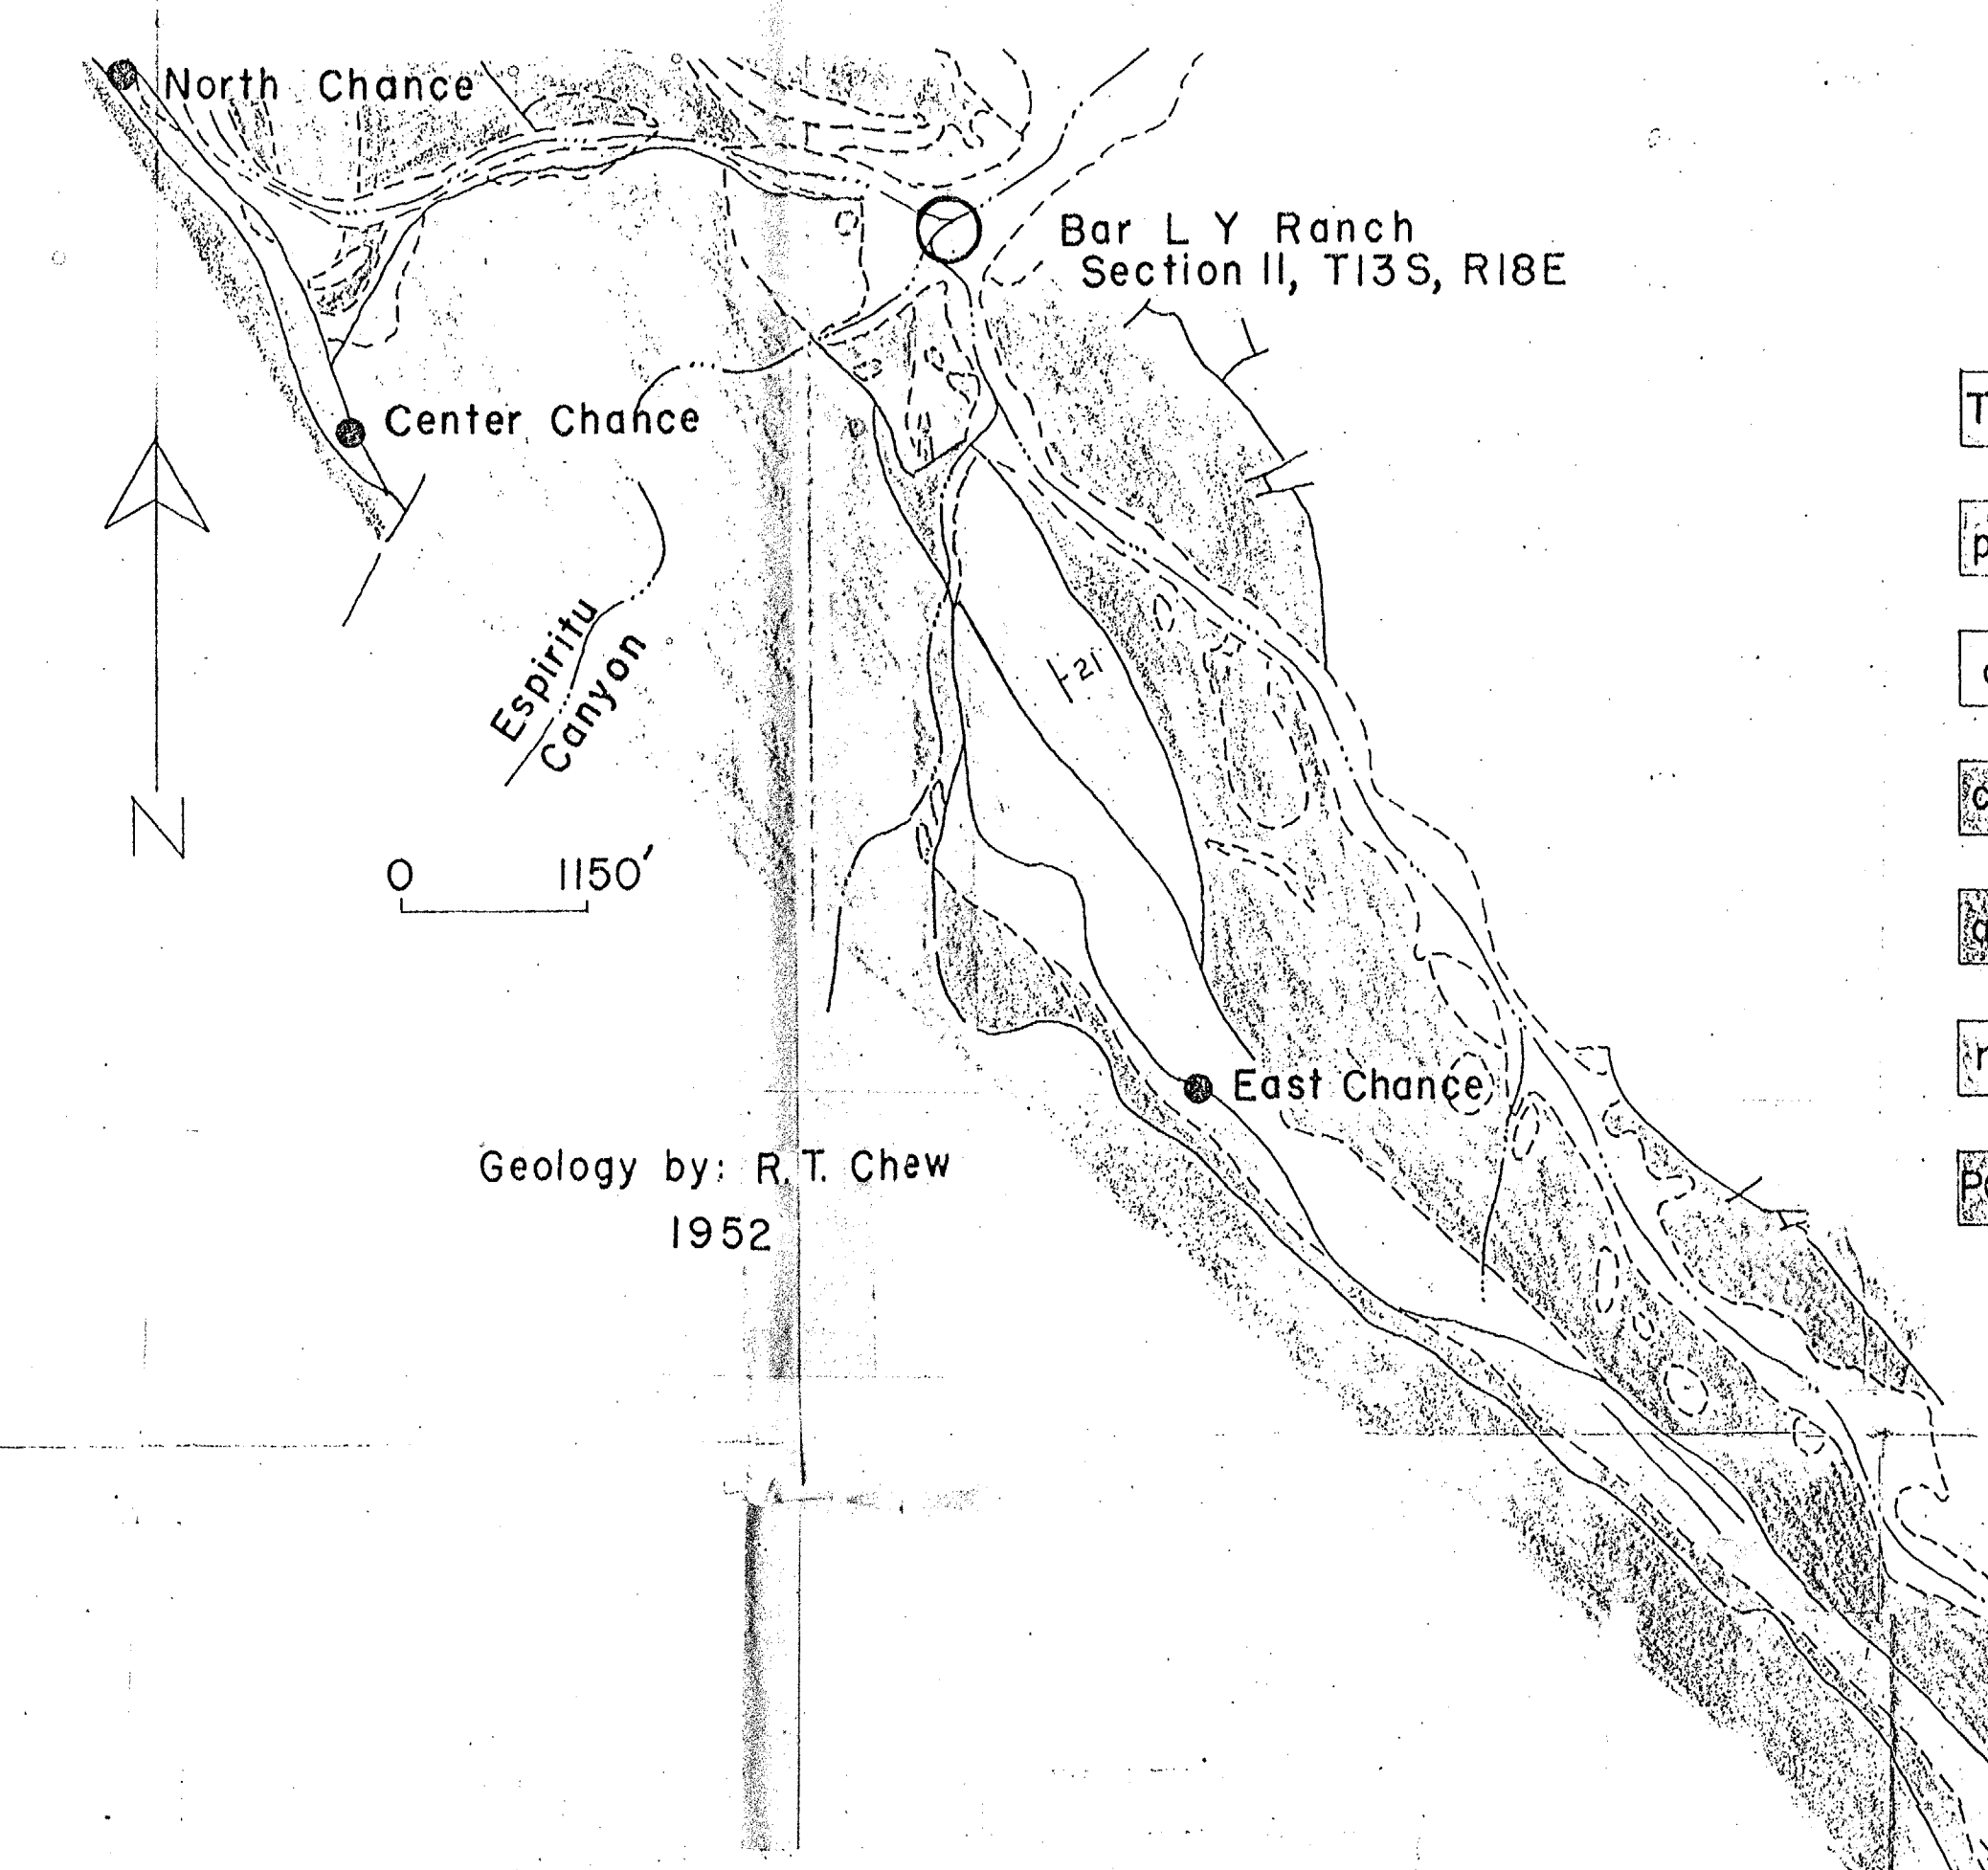 North Chance
Bar L Y Ranch
Section 11, T13S, R18E
Center Chance
Espiritu
Canyon
21
N
0 1150′
East Chance
Geology by: R.T. Chew
1952
T
p
c